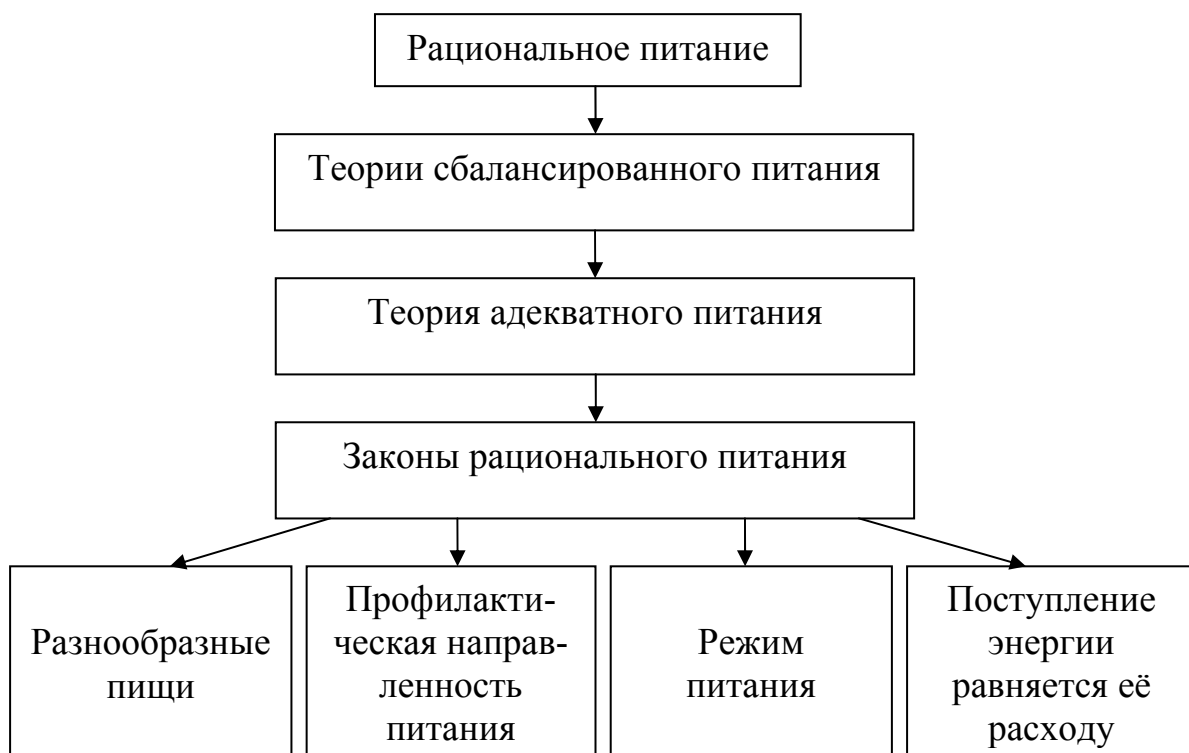 Рациональное питание
Теории сбалансированного питания
Теория адекватного питания
Законы рационального питания
Разнообразные
пищи
Профилакти-
ческая направ-
ленность
питания
Режим
питания
Поступление
энергии
равняется её
расходу